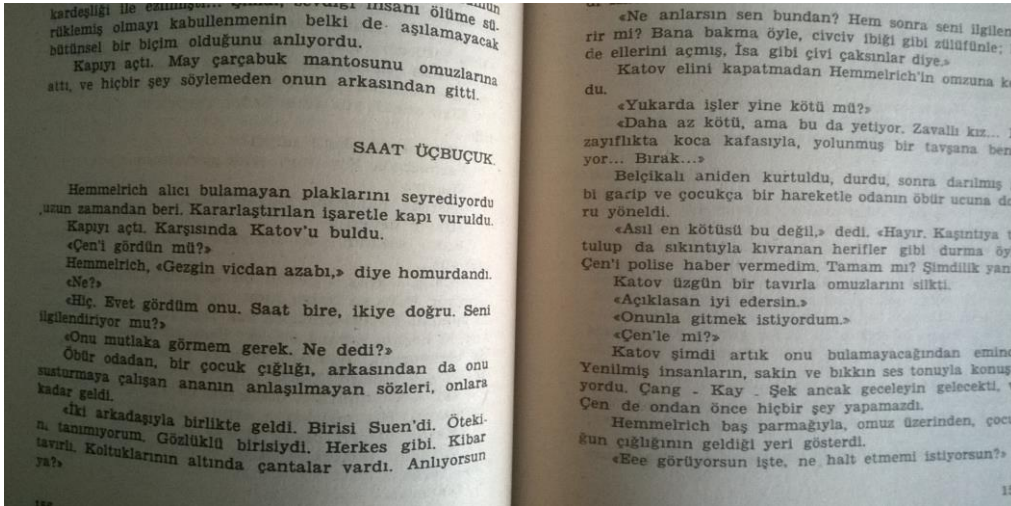 kardeşliği ile
insanı ölüme sü-
rüklemiş olmayı kabullenmenin belki de aşılamayacak
bütünsel bir biçim olduğunu anlıyordu.
Kapıyı açtı. May çarçabuk mantosunu omuzlarına
attı, ve hiçbir şey söylemeden onun arkasından gitti.
SAAT ÜÇBUÇUK
Hemmelrich alıcı bulamayan plaklarını seyrediyordu
uzun zamandan beri. Kararlaştırılan işaretle kapı vuruldu.
Kapıyı açtı. Karşısında Katov'u buldu.
«Çen'i gördün mü?»
Hemmelrich, «Gezgin vicdan azabı,» diye homurdandı.
«Ne?»
«Hiç. Evet gördüm onu. Saat bire, ikiye doğru. Seni
ilgilendiriyor mu?»
«Onu mutlaka görmem gerek. Ne dedi?»
Öbür odadan, bir çocuk çığlığı, arkasından da onu
susturmaya çalışan ananın anlaşılmayan sözleri, onlara
kadar geldi.
«İki arkadaşıyla birlikte geldi. Birisi Suen'di. Öteki-
ni tanımıyorum. Gözlüklü birisiydi. Herkes gibi. Kibar
tavırlı. Koltuklarının altında çantalar vardı. Anlıyorsun
ya?»
«Ne anlarsın sen bundan? Hem sonra seni ilgilen
rir mi? Bana bakma öyle, civciv ibiği gibi zülüfünle;
de ellerini açmış, İsa gibi çivi çaksınlar diye.»
Katov elini kapatmadan Hemmelrich'in omzuna k
du.
«Yukarda işler yine kötü mü?»
«Daha az kötü, ama bu da yetiyor. Zavallı kız...
zayıflıkta koca kafasıyla, yolunmuş bir tavşana ben
yor... Bırak...»
Belçikalı aniden kurtuldu, durdu, sonra darılmış
bi garip ve çocukça bir hareketle odanın öbür ucuna do
ru yöneldi.
«Asıl en kötüsü bu değil,» dedi. «Hayır. Kaşıntıya t
tulup da sıkıntıyla kıvranan herifler gibi durma öy
Çen'i polise haber vermedim. Tamam mı? Şimdilik yan
Katov üzgün bir tavırla omuzlarını silkti.
«Açıklasan iyi edersin.»
«Onunla gitmek istiyordum.»
«Çen'le mi?»
Katov şimdi artık onu bulamayacağından emind
Yenilmiş insanların, sakin ve bıkkın ses tonuyla konuş
yordu. Çang - Kay - Şek ancak geceleyin gelecekti,
Çen de ondan önce hiçbir şey yapamazdı.
Hemmelrich baş parmağıyla, omuz üzerinden, çocu
ğun çığlığının geldiği yeri gösterdi.
«Eee görüyorsun işte, ne halt etmemi istiyorsun?»